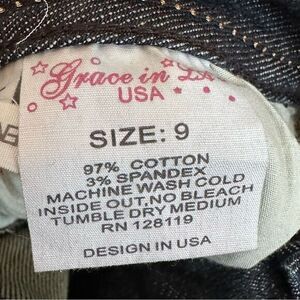 Grace in LA
USA
SIZE: 9
97% COTTON
3% SPANDEX
MACHINE WASH COLD
INSIDE OUT, NO BLEACH
TUMBLE DRY MEDIUM
RN 128119
DESIGN IN USA